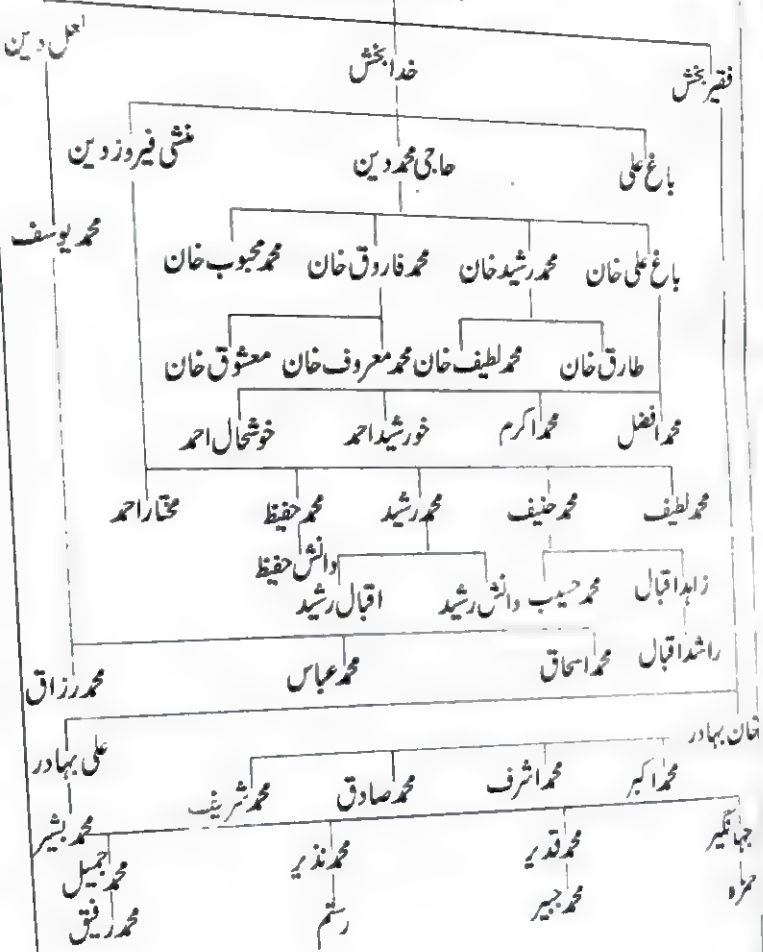 فقیر بخش خدا بخش لعل دین
باغ علی حاجی محمد دین منشی فیروز دین
محمد یوسف
باغ علی خان محمد رشید خان محمد فاروق خان محمد محبوب خان
طارق خان محمد لطیف خان محمد معروف خان معشوق خان
محمد افضل محمد اکرم خورشید احمد خوشحال احمد
محمد لطیف محمد حنیف محمد رشید محمد حفیظ مختار احمد
زاہد اقبال محمد حسیب دانش رشید اقبال رشید دانش حفیظ
راشد اقبال محمد اسحاق محمد عباس محمد رزاق
خان بہادر علی بہادر
محمد اکبر محمد اشرف محمد صادق محمد شریف
جہانگیر محمد قدیر محمد نذیر محمد جمیل محمد بشیر
حمزہ محمد جبیر رستم محمد رفیق